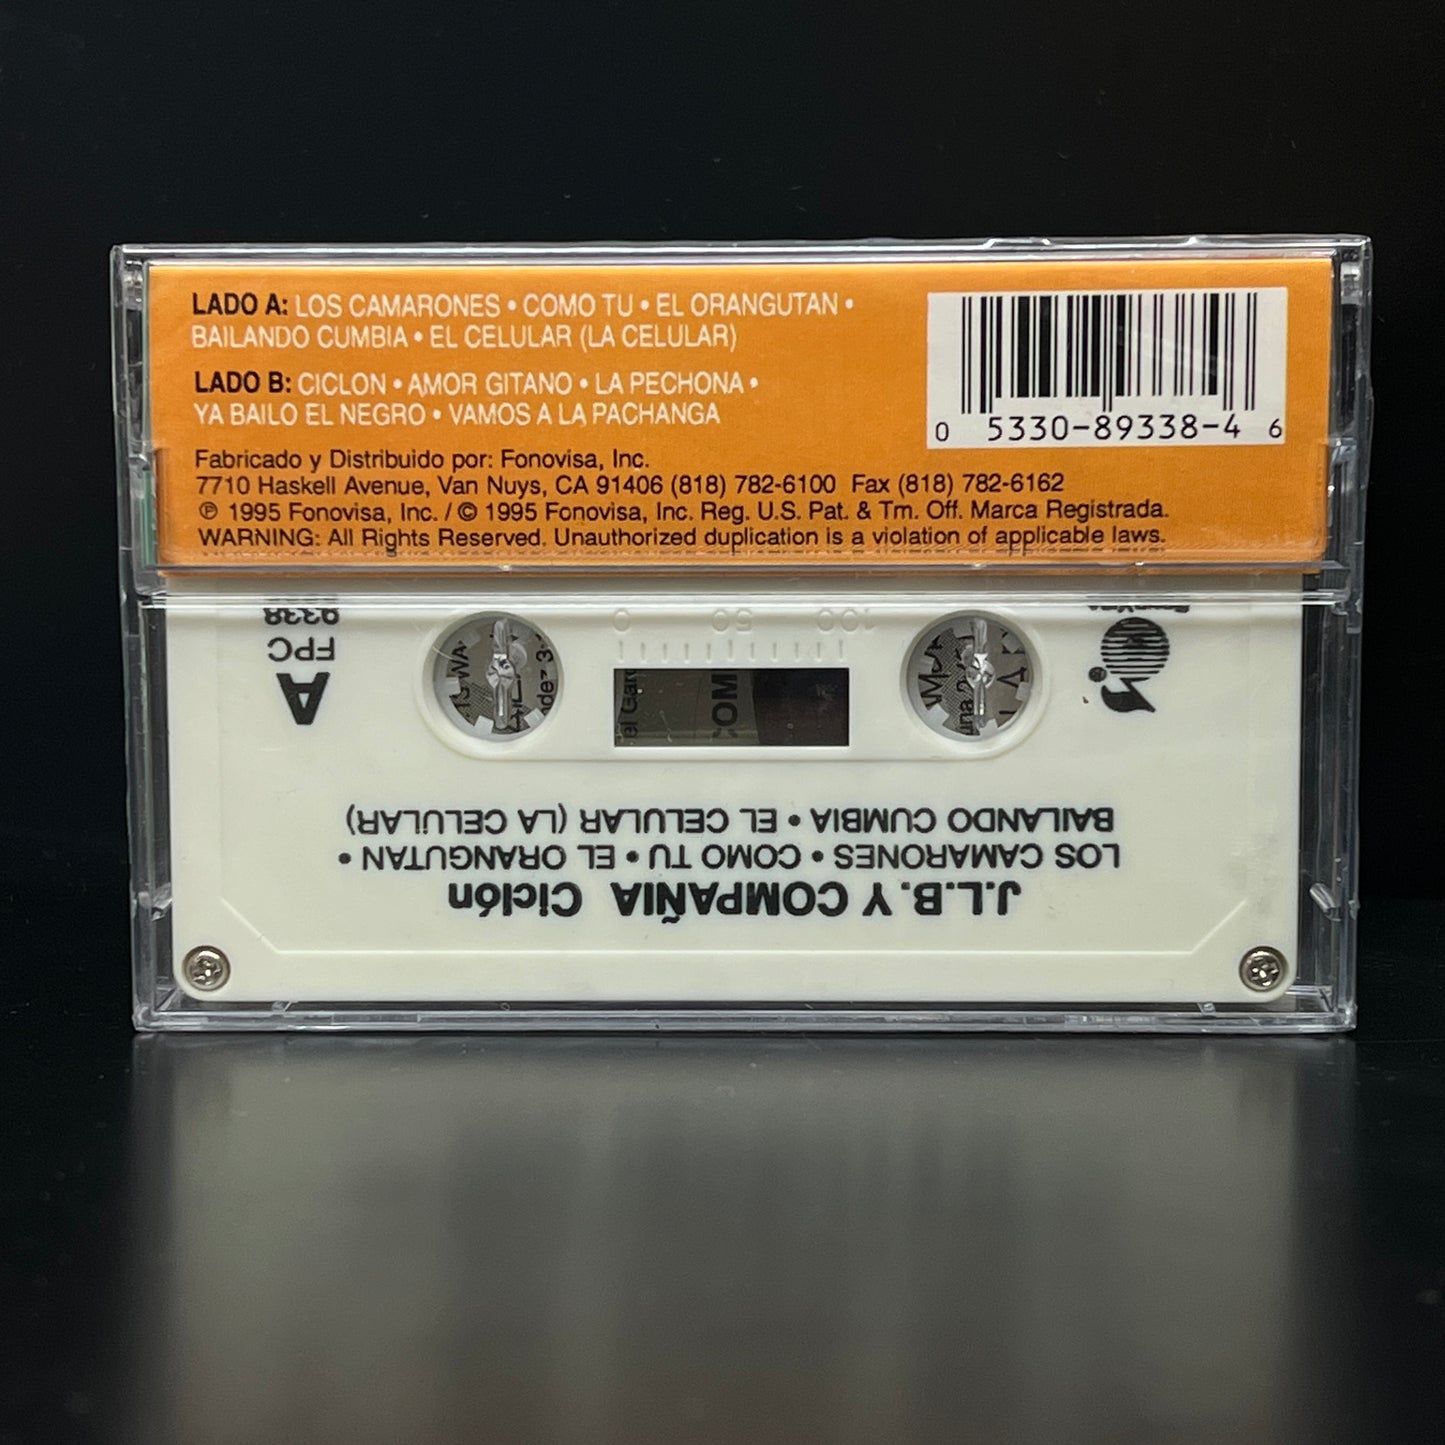 LADO A: LOS CAMARONES • COMO TU • EL ORANGUTAN •
BAILANDO CUMBIA • EL CELULAR (LA CELULAR)
LADO B: CICLON • AMOR GITANO • LA PECHONA •
YA BAILO EL NEGRO • VAMOS A LA PACHANGA
Fabricado y Distribuido por: Fonovisa, Inc.
7710 Haskell Avenue, Van Nuys, CA 91406 (818) 782-6100 Fax (818) 782-6162
℗ 1995 Fonovisa, Inc. / © 1995 Fonovisa, Inc. Reg. U.S. Pat. & Tm. Off. Marca Registrada.
WARNING: All Rights Reserved. Unauthorized duplication is a violation of applicable laws.
0 5330-89338-4 6
J.L.B. Y COMPAÑIA Ciclón
LOS CAMARONES • COMO TU • EL ORANGUTAN •
BAILANDO CUMBIA • EL CELULAR (LA CELULAR)
A
FPC
9338
®
100 50 0